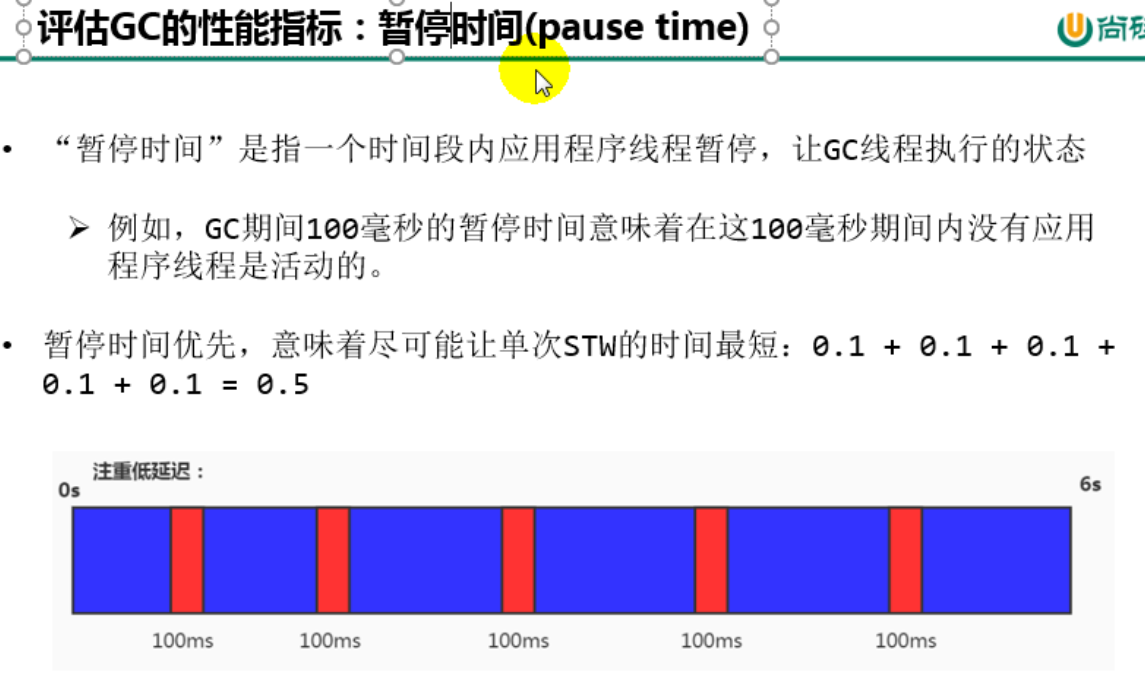 评估GC的性能指标：暂停时间(pause time)
尚硅
• “暂停时间”是指一个时间段内应用程序线程暂停，让GC线程执行的状态
➢ 例如，GC期间100毫秒的暂停时间意味着在这100毫秒期间内没有应用
程序线程是活动的。
• 暂停时间优先，意味着尽可能让单次STW的时间最短：0.1 + 0.1 + 0.1 +
0.1 + 0.1 = 0.5
注重低延迟：
0s
6s
100ms 100ms 100ms 100ms 100ms